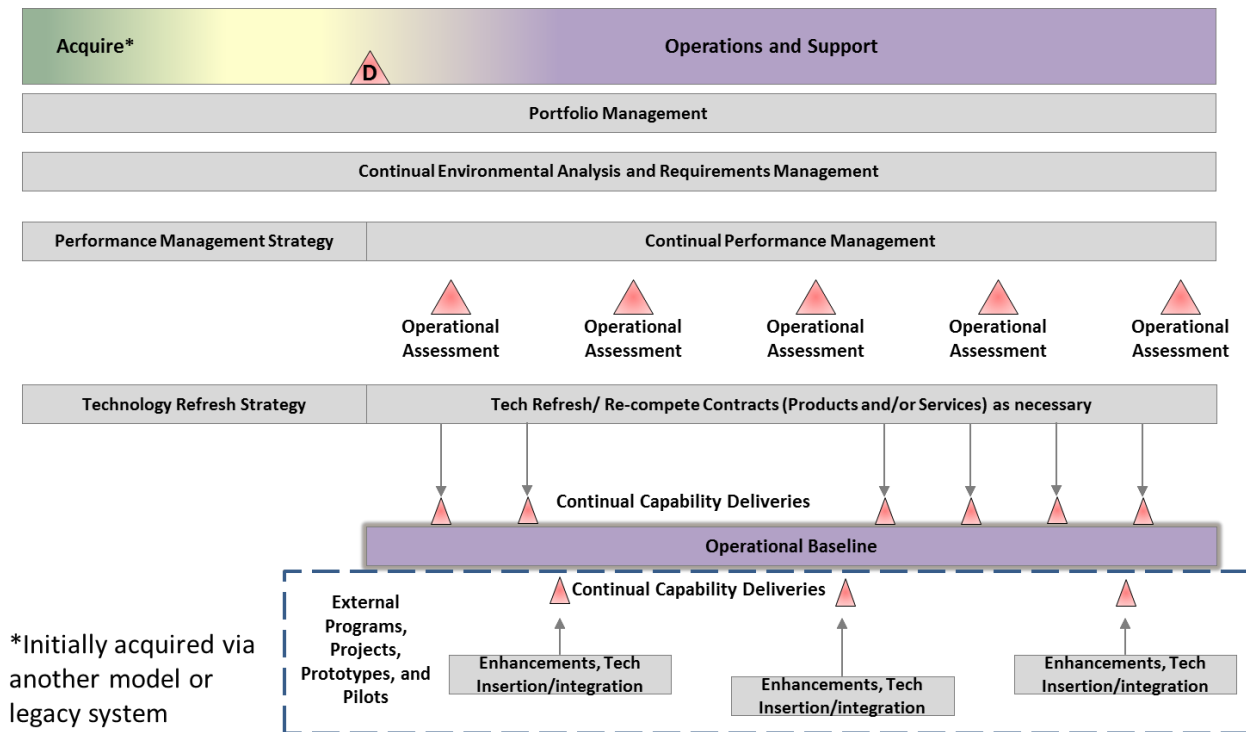 Acquire*
Operations and Support
D
Portfolio Management
Continual Environmental Analysis and Requirements Management
Performance Management Strategy
Continual Performance Management
Operational
Assessment
Operational
Assessment
Operational
Assessment
Operational
Assessment
Operational
Assessment
Technology Refresh Strategy
Tech Refresh/ Re-compete Contracts (Products and/or Services) as necessary
Continual Capability Deliveries
Operational Baseline
Continual Capability Deliveries
External
Programs,
Projects,
Prototypes, and
Pilots
Enhancements, Tech
Insertion/integration
Enhancements, Tech
Insertion/integration
Enhancements, Tech
Insertion/integration
*Initially acquired via
another model or
legacy system